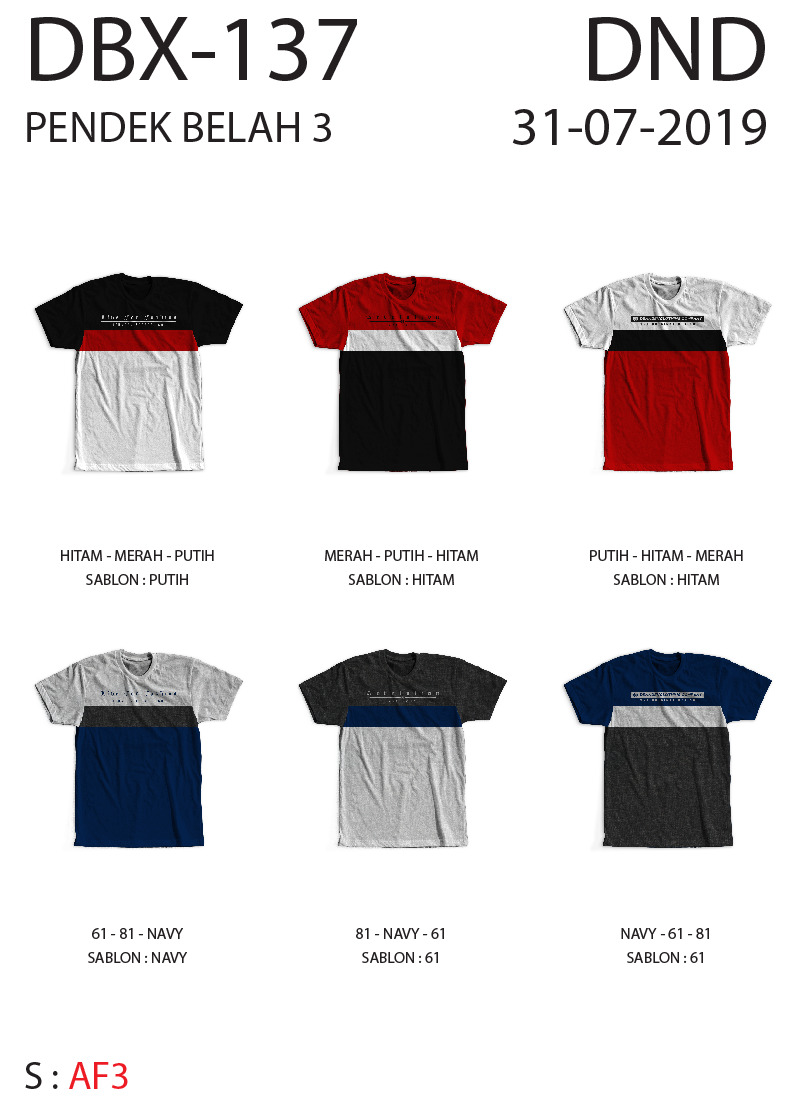 DBX-137
DND
PENDEK BELAH 3
31-07-2019
HITAM - MERAH - PUTIH
SABLON : PUTIH
MERAH - PUTIH - HITAM
SABLON : HITAM
PUTIH - HITAM - MERAH
SABLON : HITAM
61 - 81 - NAVY
SABLON : NAVY
81 - NAVY - 61
SABLON : 61
NAVY - 61 - 81
SABLON : 61
S : AF3